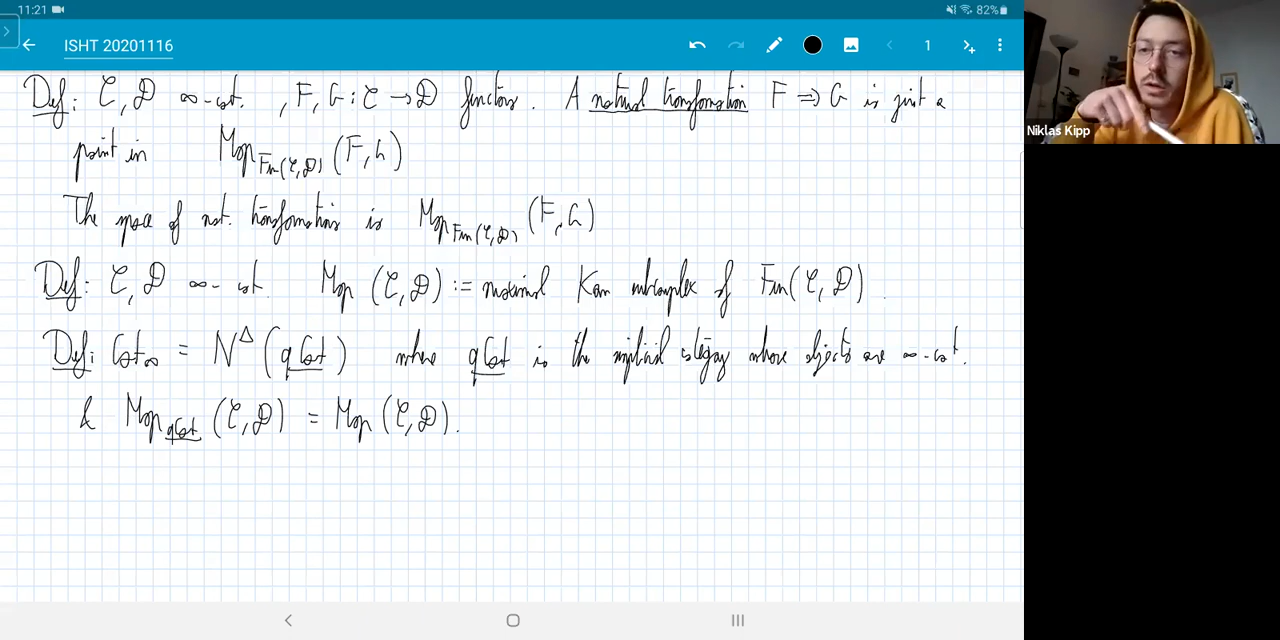 11:21
82%
ISHT 20201116
1
Niklas Kipp
Def: C, D ∞-cat. , F, G : C → D functors. A natural transformation F ⇒ G is just a
point in Map_Fun(C,D) (F, G)
The space of nat. transformations is Map_Fun(C,D) (F, G)
Def: C, D ∞-cat. Map (C, D) := maximal Kan subcomplex of Fun(C, D).
Def: Cat∞ = N^Δ (qCat) where qCat is the simplicial category whose objects are ∞-cat.
& Map_qCat (C, D) = Map (C, D).